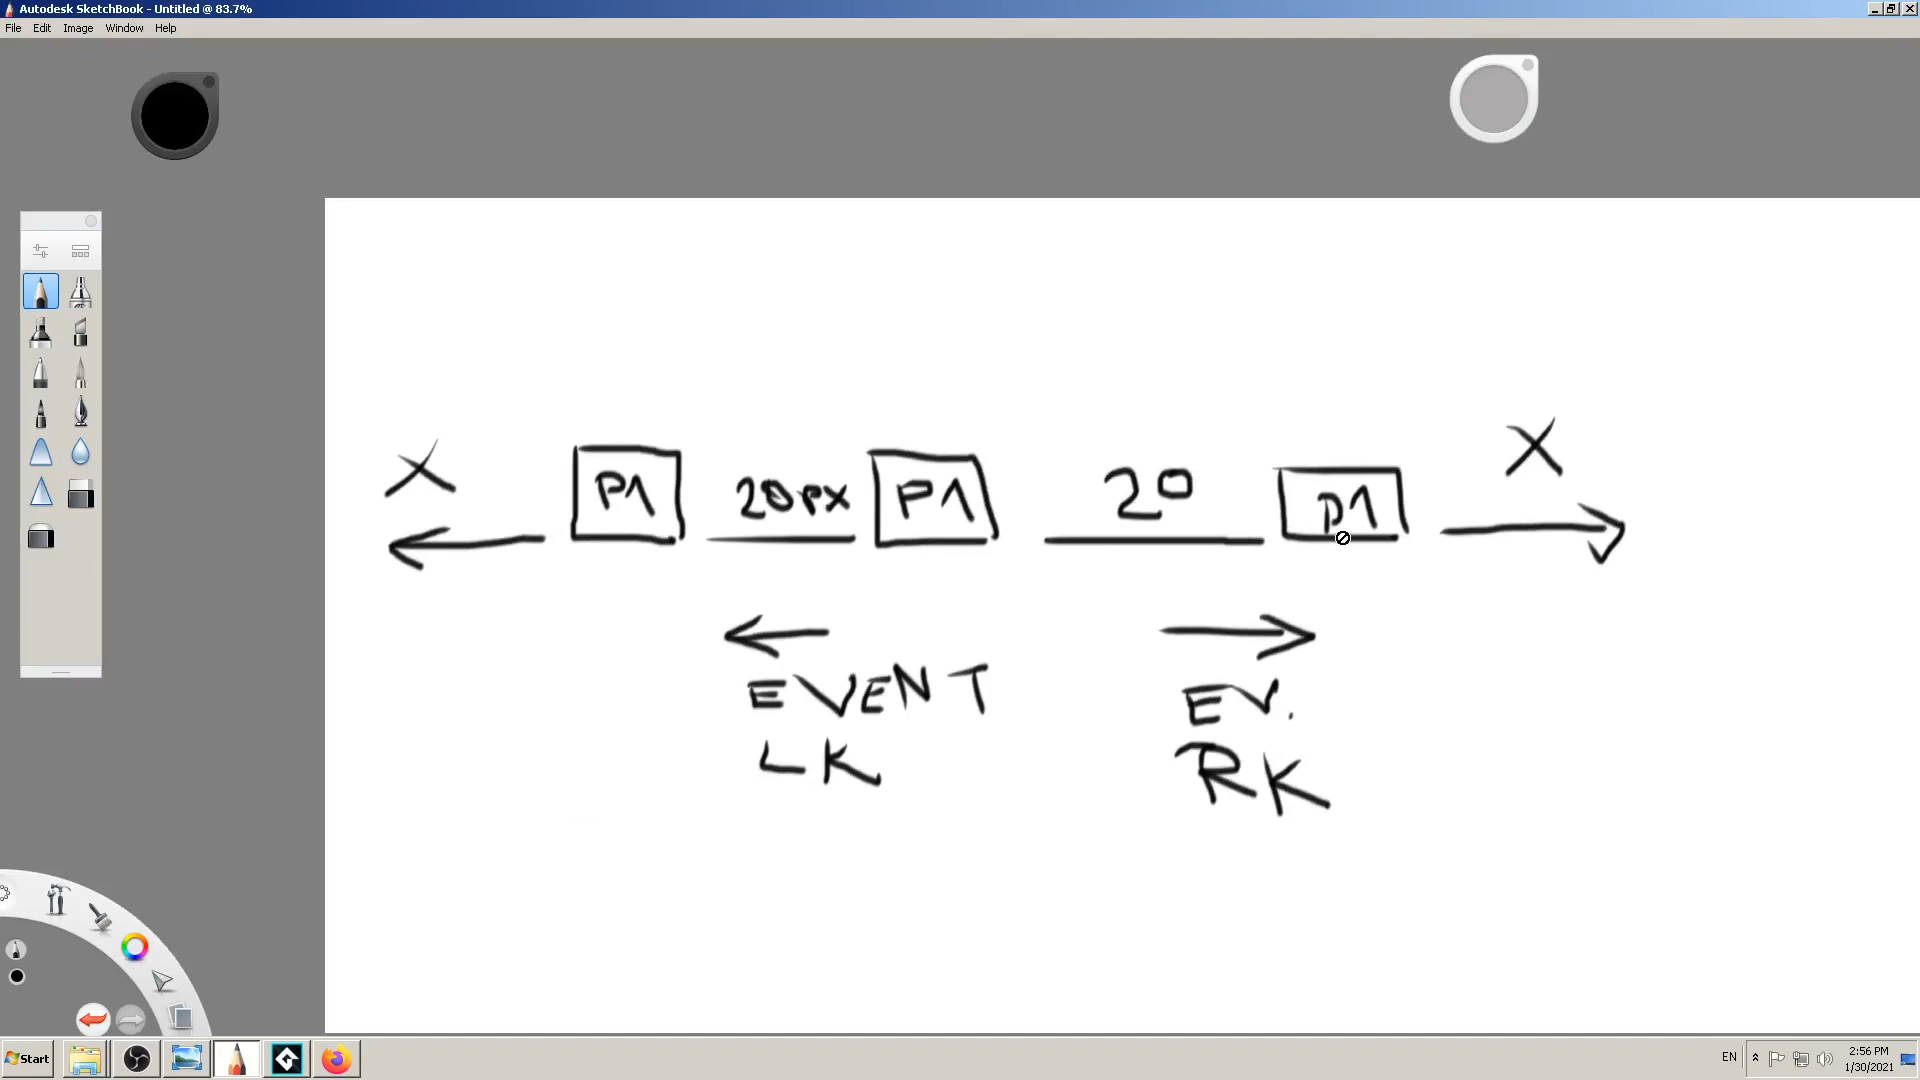 Autodesk SketchBook - Untitled @ 83.7%
File Edit Image Window Help
X P1 20px P1 20 P1 X
EVENT EV.
LK RK
Start EN 2:56 PM
1/30/2021